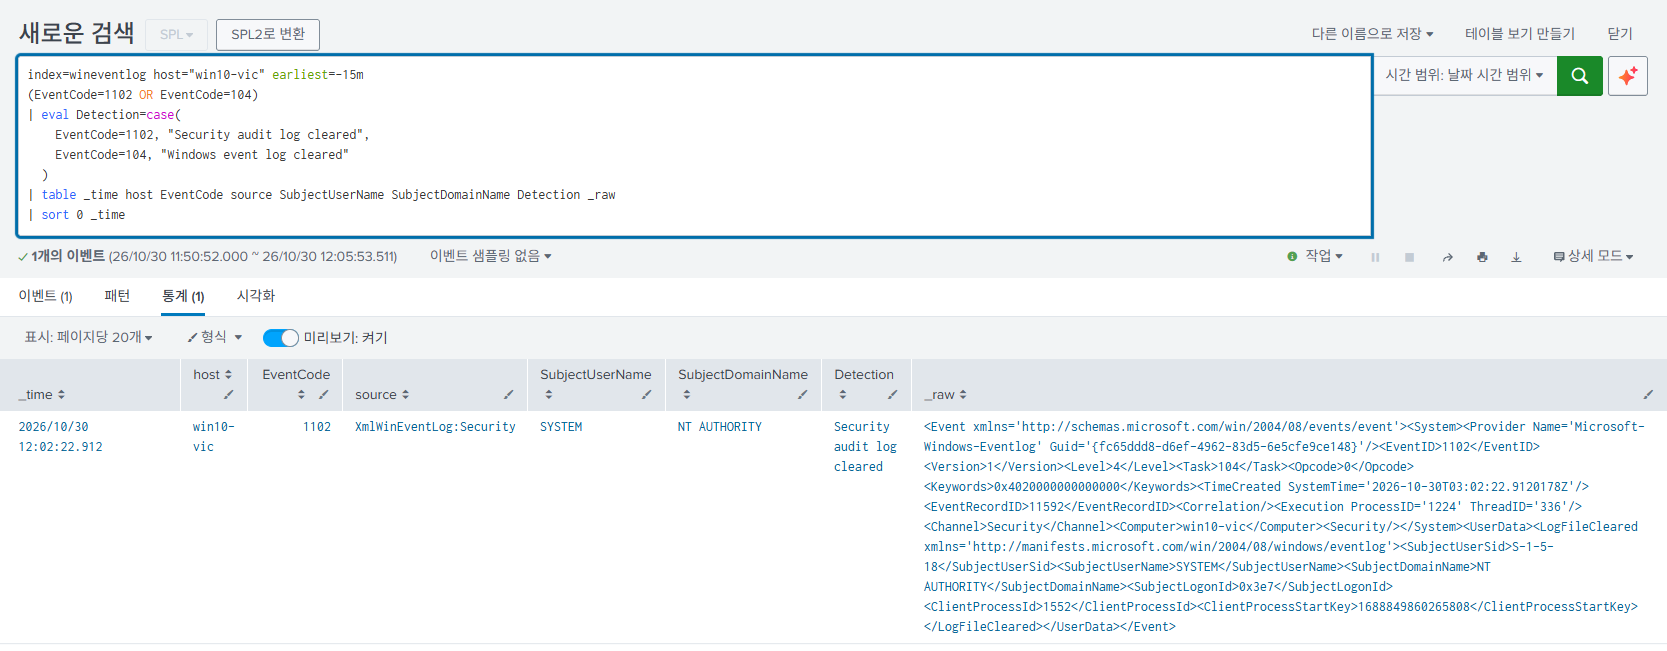 새로운 검색
SPL
SPL2로 변환
다른 이름으로 저장
테이블 보기 만들기
닫기
index=wineventlog host="win10-vic" earliest=-15m
(EventCode=1102 OR EventCode=104)
| eval Detection=case(
EventCode=1102, "Security audit log cleared",
EventCode=104, "Windows event log cleared"
)
| table _time host EventCode source SubjectUserName SubjectDomainName Detection _raw
| sort 0 _time
시간 범위: 날짜 시간 범위
1개의 이벤트 (26/10/30 11:50:52.000 ~ 26/10/30 12:05:53.511)
이벤트 샘플링 없음
작업
상세 모드
이벤트 (1)
패턴
통계 (1)
시각화
표시: 페이지당 20개
형식
미리보기: 켜기
_time
host
EventCode
source
SubjectUserName
SubjectDomainName
Detection
_raw
2026/10/30
12:02:22.912
win10-
vic
1102
XmlWinEventLog:Security
SYSTEM
NT AUTHORITY
Security
audit log
cleared
<Event xmlns='http://schemas.microsoft.com/win/2004/08/events/event'><System><Provider Name='Microsoft-
Windows-Eventlog' Guid='{fc65ddd8-d6ef-4962-83d5-6e5cfe9ce148}'/><EventID>1102</EventID>
<Version>1</Version><Level>4</Level><Task>104</Task><Opcode>0</Opcode>
<Keywords>0x4020000000000000</Keywords><TimeCreated SystemTime='2026-10-30T03:02:22.9120178Z'/>
<EventRecordID>11592</EventRecordID><Correlation/><Execution ProcessID='1224' ThreadID='336'/>
<Channel>Security</Channel><Computer>win10-vic</Computer><Security/></System><UserData><LogFileCleared
xmlns='http://manifests.microsoft.com/win/2004/08/windows/eventlog'><SubjectUserSid>S-1-5-
18</SubjectUserSid><SubjectUserName>SYSTEM</SubjectUserName><SubjectDomainName>NT
AUTHORITY</SubjectDomainName><SubjectLogonId>0x3e7</SubjectLogonId>
<ClientProcessId>1552</ClientProcessId><ClientProcessStartKey>1688849860265808</ClientProcessStartKey>
</LogFileCleared></UserData></Event>